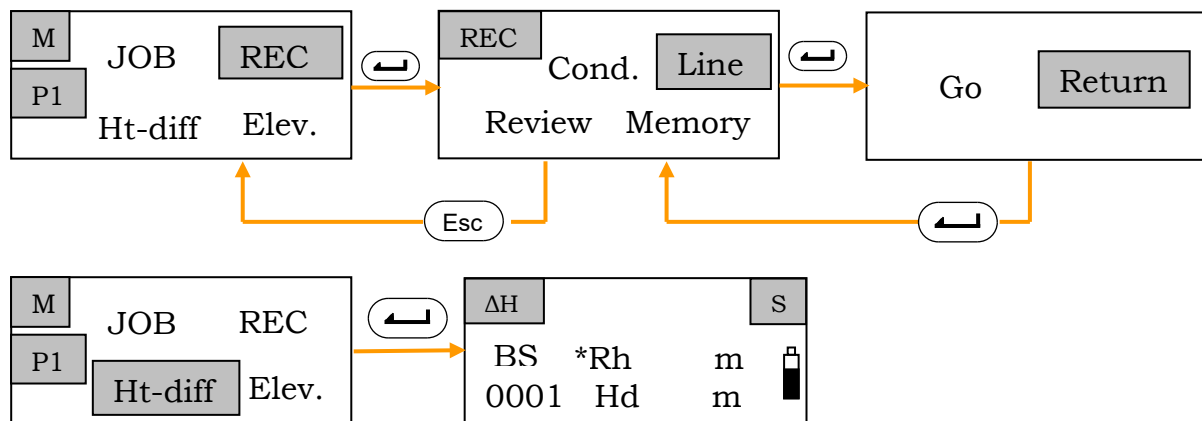 M
JOB REC
P1
Ht-diff Elev.
REC
Cond. Line
Review Memory
Go Return
Esc
M
JOB REC
P1
Ht-diff Elev.
ΔH S
BS *Rh m
0001 Hd m